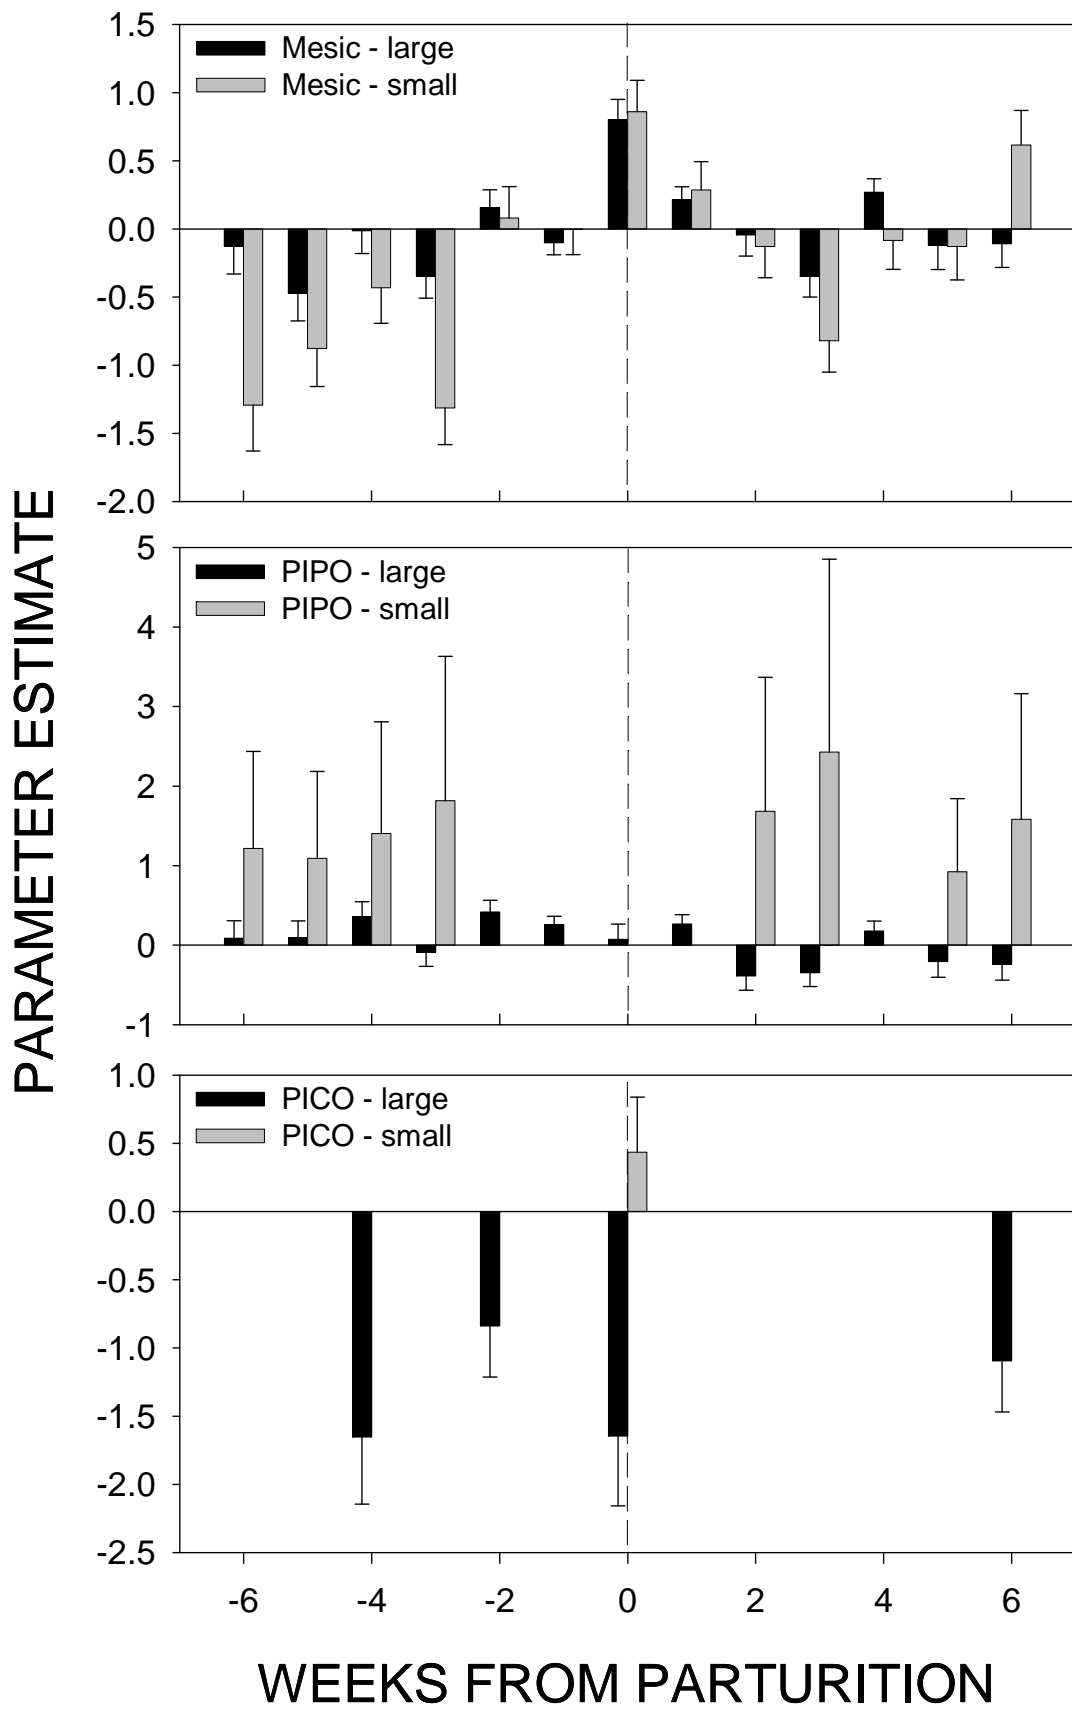 PARAMETER ESTIMATE
1.5
1.0
0.5
0.0
-0.5
-1.0
-1.5
-2.0
Mesic - large
Mesic - small
5
4
3
2
1
0
-1
PIPO - large
PIPO - small
1.0
0.5
0.0
-0.5
-1.0
-1.5
-2.0
-2.5
PICO - large
PICO - small
-6 -4 -2 0 2 4 6
WEEKS FROM PARTURITION